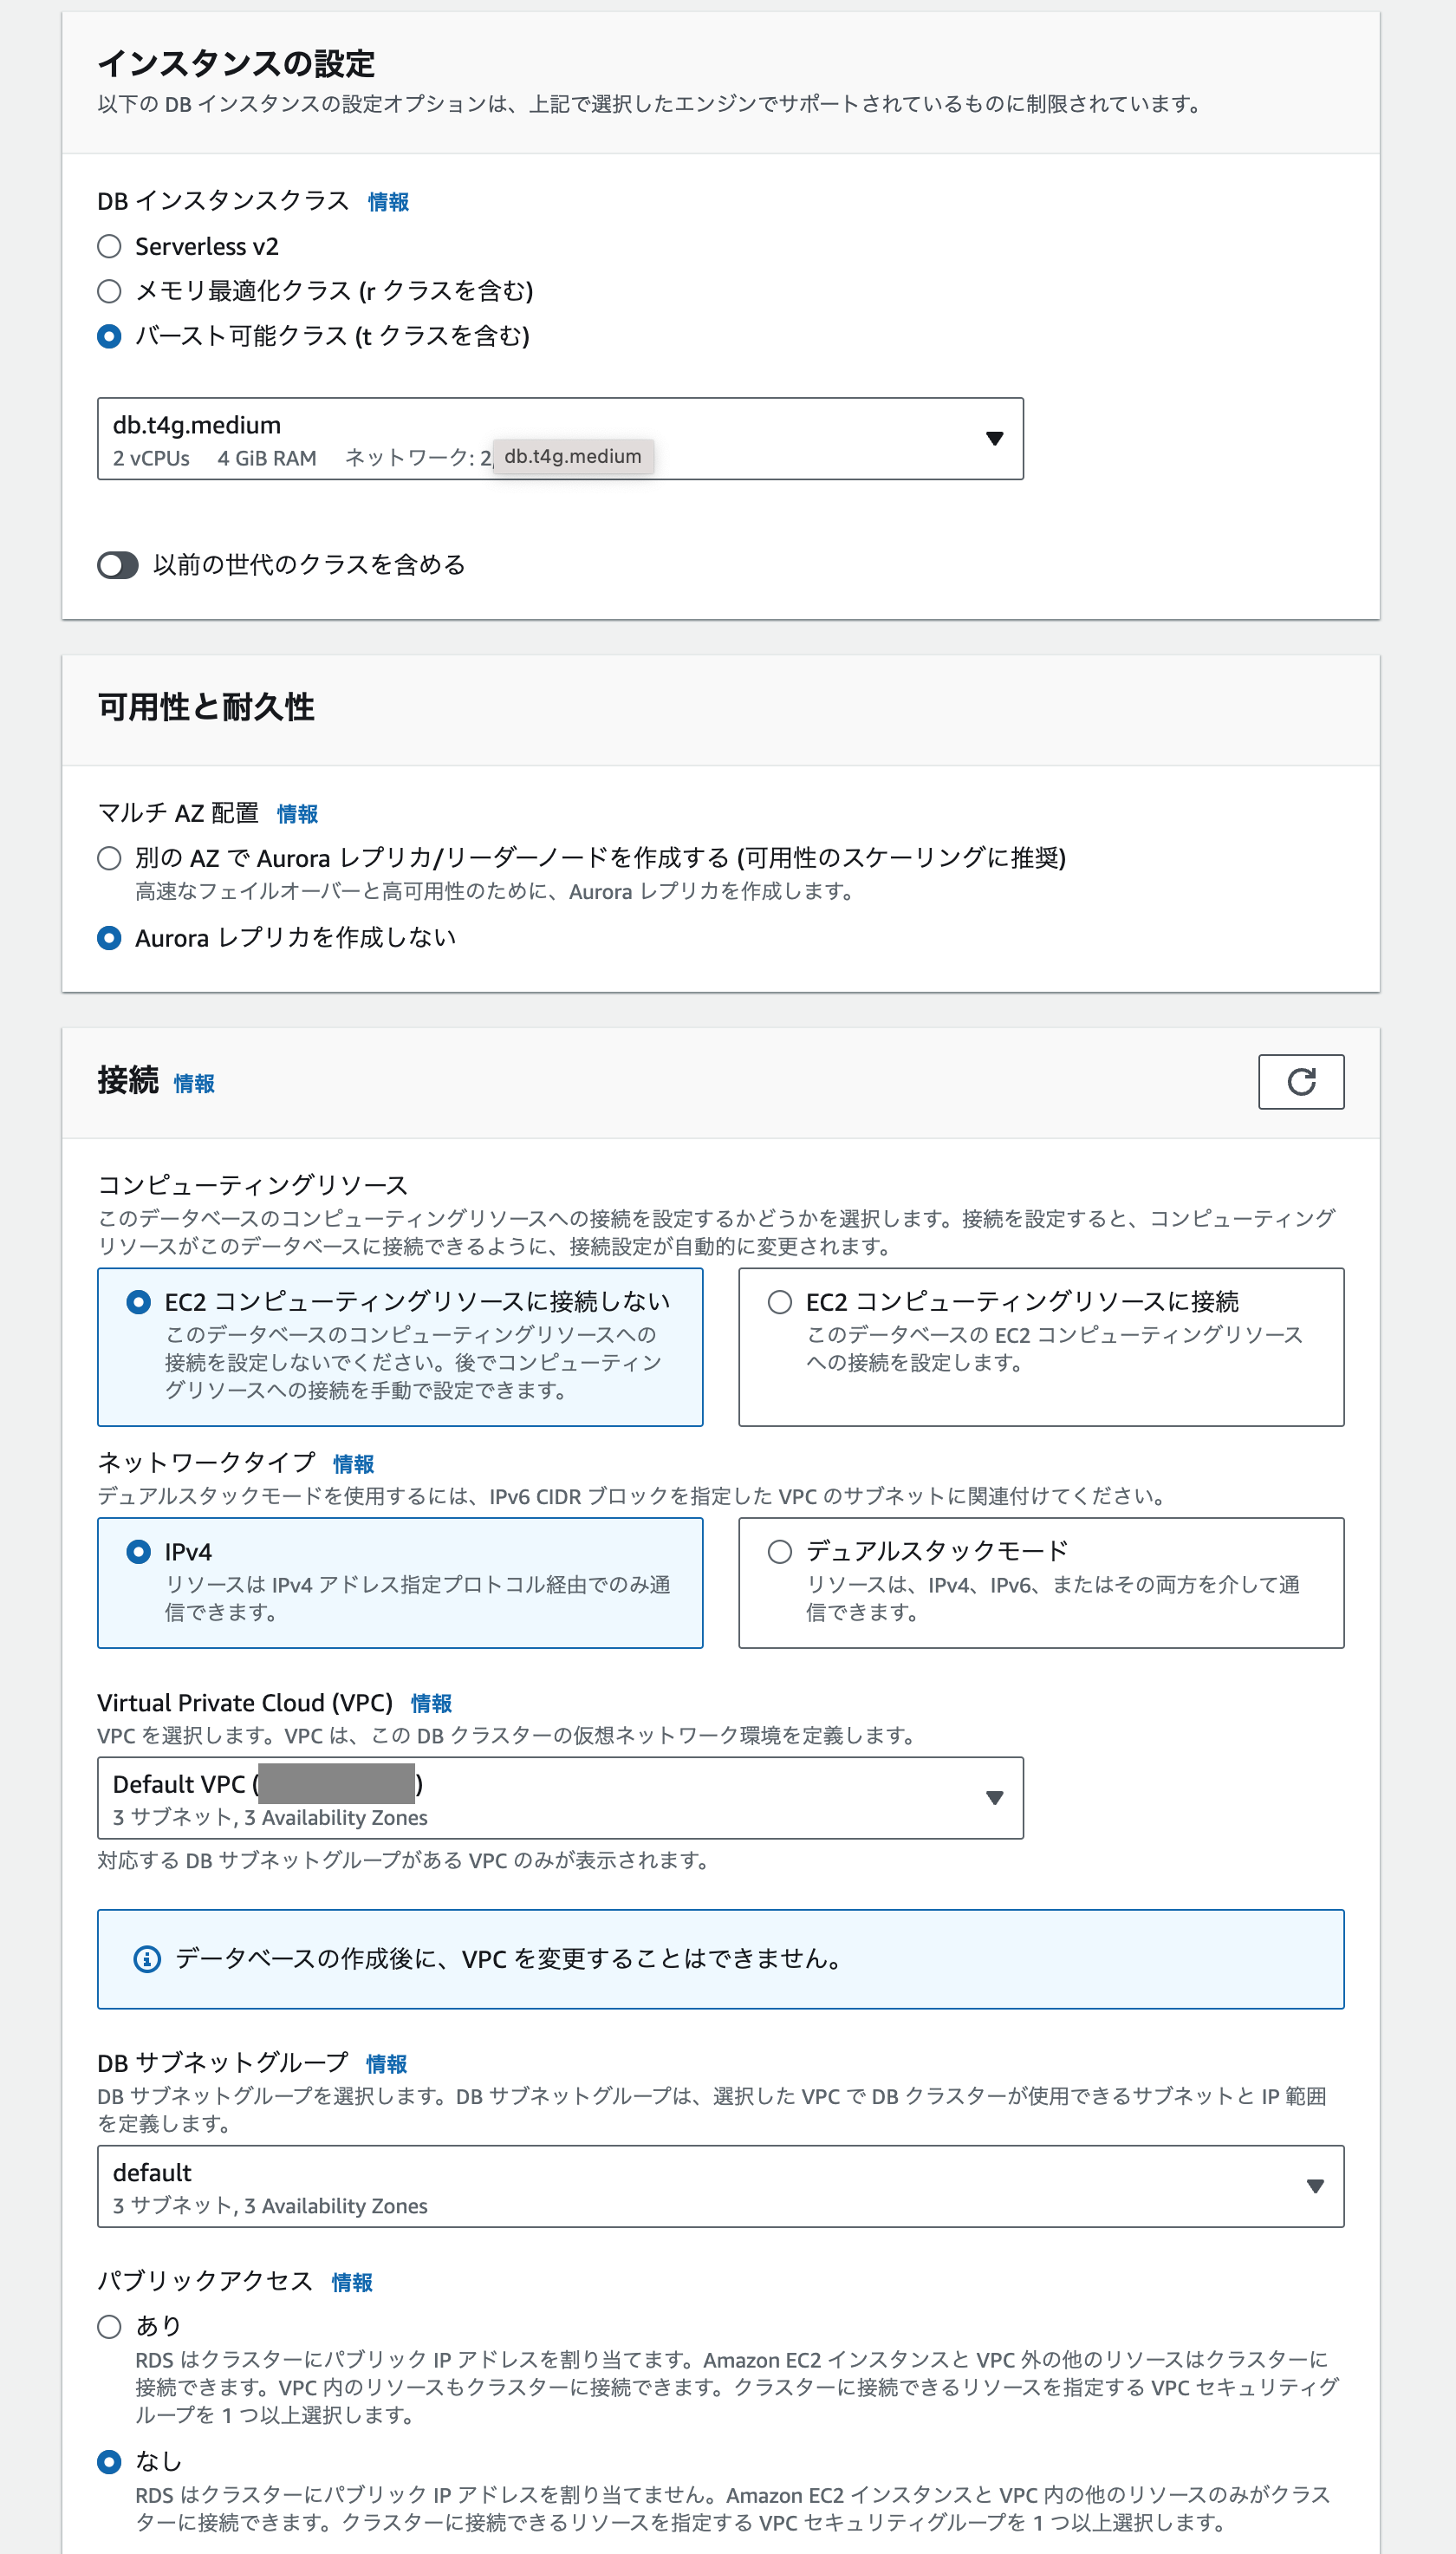 インスタンスの設定
以下の DB インスタンスの設定オプションは、上記で選択したエンジンでサポートされているものに制限されています。
DB インスタンスクラス 情報
Serverless v2
メモリ最適化クラス (r クラスを含む)
バースト可能クラス (t クラスを含む)
db.t4g.medium
2 vCPUs 4 GiB RAM ネットワーク: 2,
db.t4g.medium
以前の世代のクラスを含める
可用性と耐久性
マルチ AZ 配置 情報
別の AZ で Aurora レプリカ/リーダーノードを作成する (可用性のスケーリングに推奨)
高速なフェイルオーバーと高可用性のために、Aurora レプリカを作成します。
Aurora レプリカを作成しない
接続 情報
コンピューティングリソース
このデータベースのコンピューティングリソースへの接続を設定するかどうかを選択します。接続を設定すると、コンピューティング
リソースがこのデータベースに接続できるように、接続設定が自動的に変更されます。
EC2 コンピューティングリソースに接続しない
このデータベースのコンピューティングリソースへの
接続を設定しないでください。後でコンピューティン
グリソースへの接続を手動で設定できます。
EC2 コンピューティングリソースに接続
このデータベースの EC2 コンピューティングリソース
への接続を設定します。
ネットワークタイプ 情報
デュアルスタックモードを使用するには、IPv6 CIDR ブロックを指定した VPC のサブネットに関連付けてください。
IPv4
リソースは IPv4 アドレス指定プロトコル経由でのみ通
信できます。
デュアルスタックモード
リソースは、IPv4、IPv6、またはその両方を介して通
信できます。
Virtual Private Cloud (VPC) 情報
VPC を選択します。VPC は、この DB クラスターの仮想ネットワーク環境を定義します。
Default VPC ( )
3 サブネット, 3 Availability Zones
対応する DB サブネットグループがある VPC のみが表示されます。
データベースの作成後に、VPC を変更することはできません。
DB サブネットグループ 情報
DB サブネットグループを選択します。DB サブネットグループは、選択した VPC で DB クラスターが使用できるサブネットと IP 範囲
を定義します。
default
3 サブネット, 3 Availability Zones
パブリックアクセス 情報
あり
RDS はクラスターにパブリック IP アドレスを割り当てます。Amazon EC2 インスタンスと VPC 外の他のリソースはクラスターに
接続できます。VPC 内のリソースもクラスターに接続できます。クラスターに接続できるリソースを指定する VPC セキュリティグ
ループを 1 つ以上選択します。
なし
RDS はクラスターにパブリック IP アドレスを割り当てません。Amazon EC2 インスタンスと VPC 内の他のリソースのみがクラス
ターに接続できます。クラスターに接続できるリソースを指定する VPC セキュリティグループを 1 つ以上選択します。